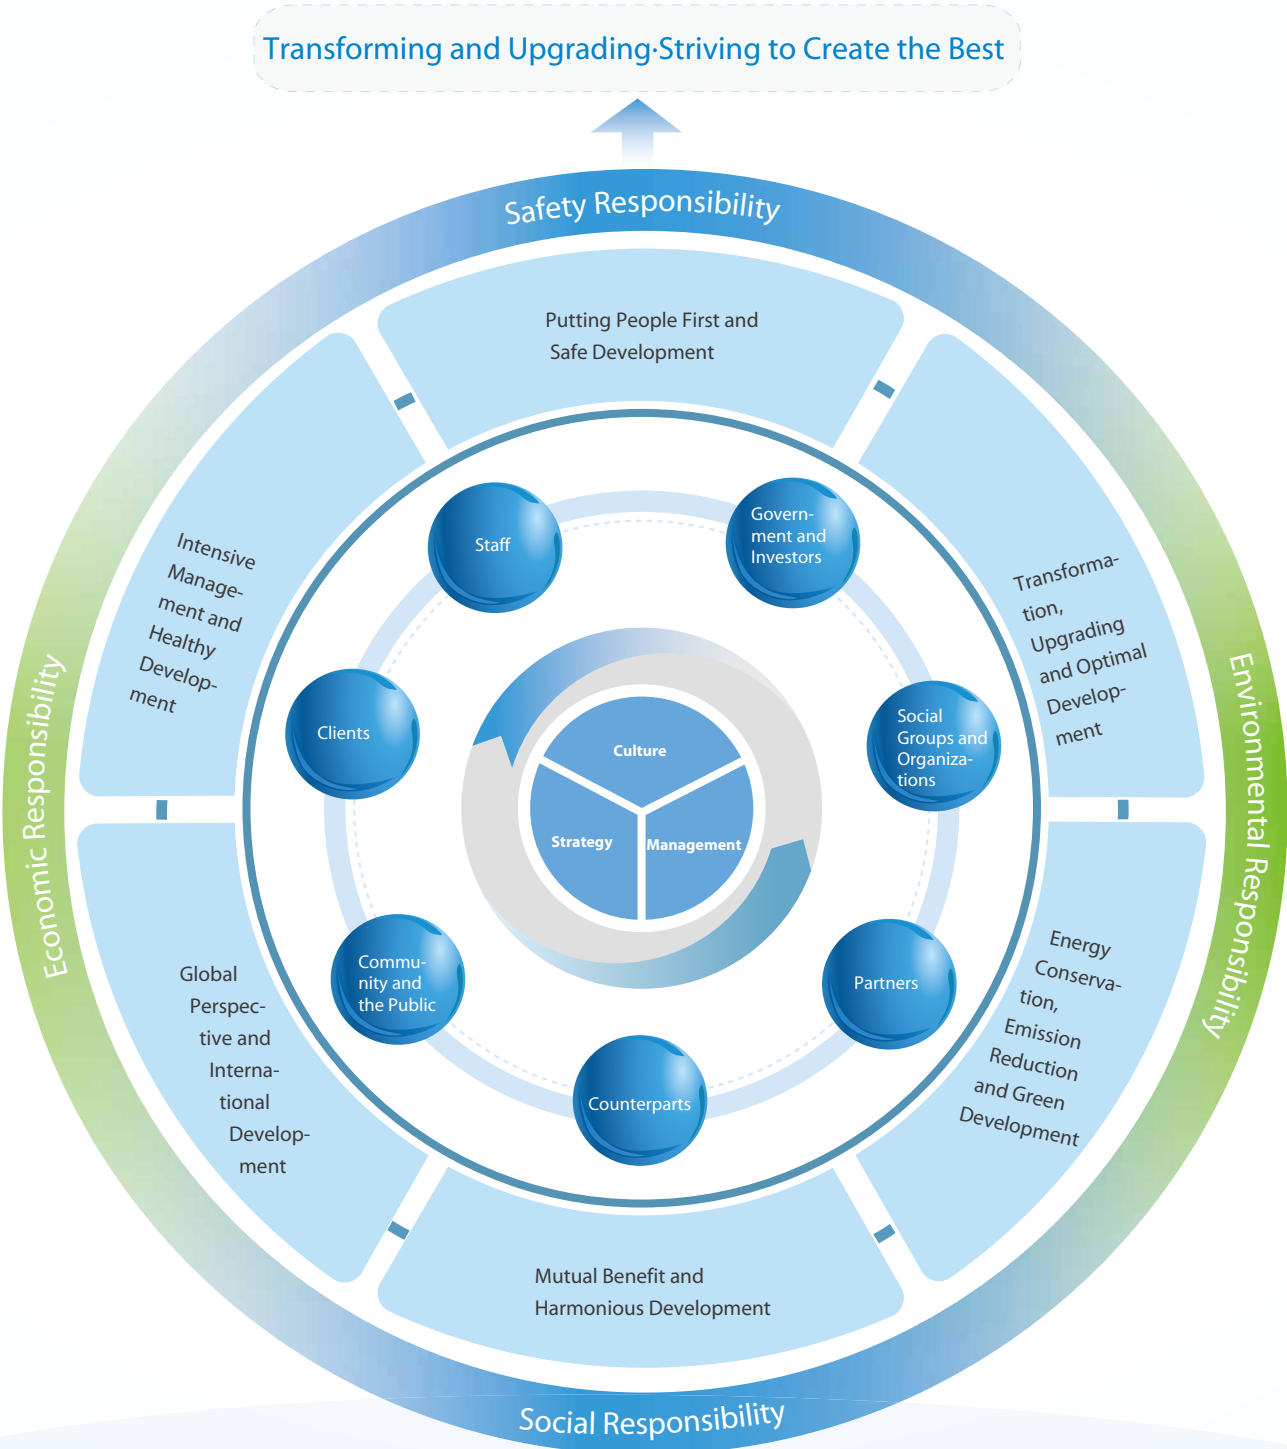 Transforming and Upgrading·Striving to Create the Best
Safety Responsibility
Putting People First and
Safe Development
Intensive
Manage-
ment and
Healthy
Develop-
ment
Transforma-
tion,
Upgrading
and Optimal
Develop-
ment
Economic Responsibility
Environmental Responsibility
Staff
Govern-
ment and
Investors
Clients
Social
Groups and
Organiza-
tions
Culture
Strategy
Management
Commu-
nity and
the Public
Partners
Counterparts
Global
Perspec-
tive and
Interna-
tional
Develop-
ment
Energy
Conserva-
tion,
Emission
Reduction
and Green
Development
Mutual Benefit and
Harmonious Development
Social Responsibility